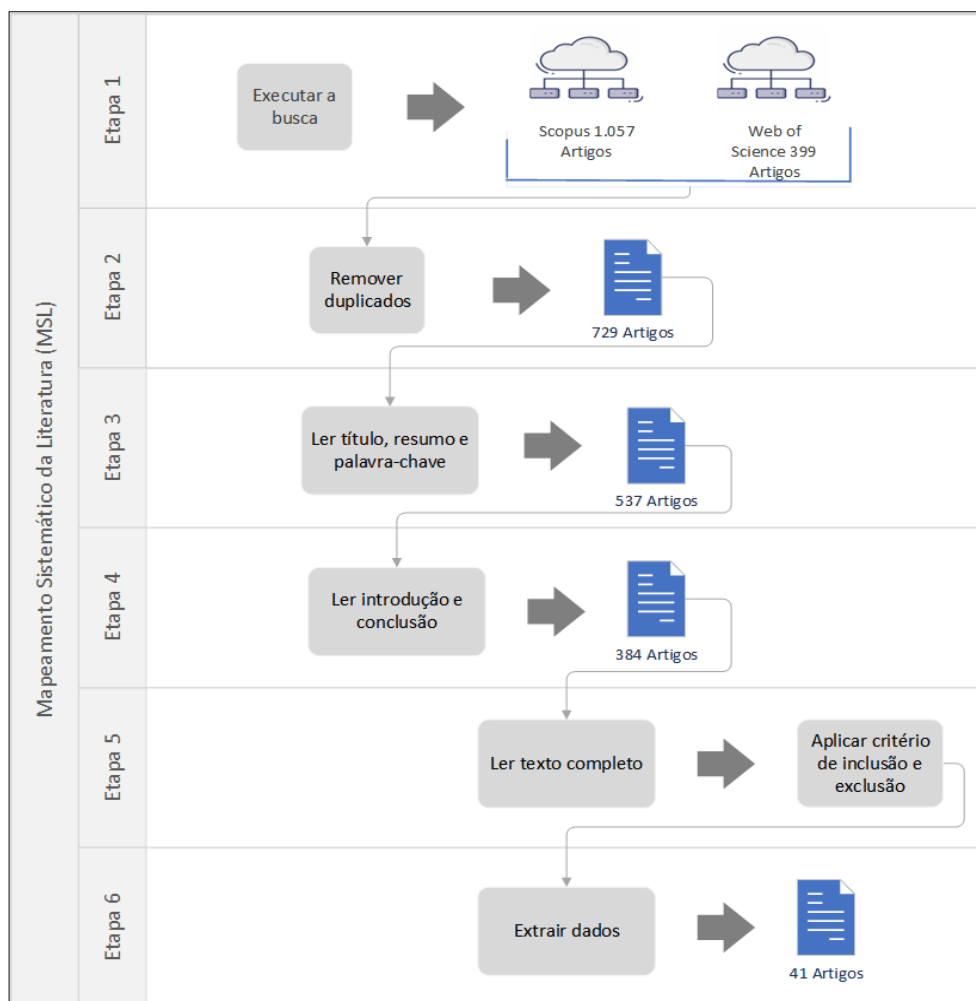 Mapeamento Sistemático da Literatura (MSL)
Etapa 1
Executar a
busca
Scopus 1.057
Artigos
Web of
Science 399
Artigos
Etapa 2
Remover
duplicados
729 Artigos
Etapa 3
Ler título, resumo e
palavra-chave
537 Artigos
Etapa 4
Ler introdução e
conclusão
384 Artigos
Etapa 5
Ler texto completo
Aplicar critério
de inclusão e
exclusão
Etapa 6
Extrair dados
41 Artigos